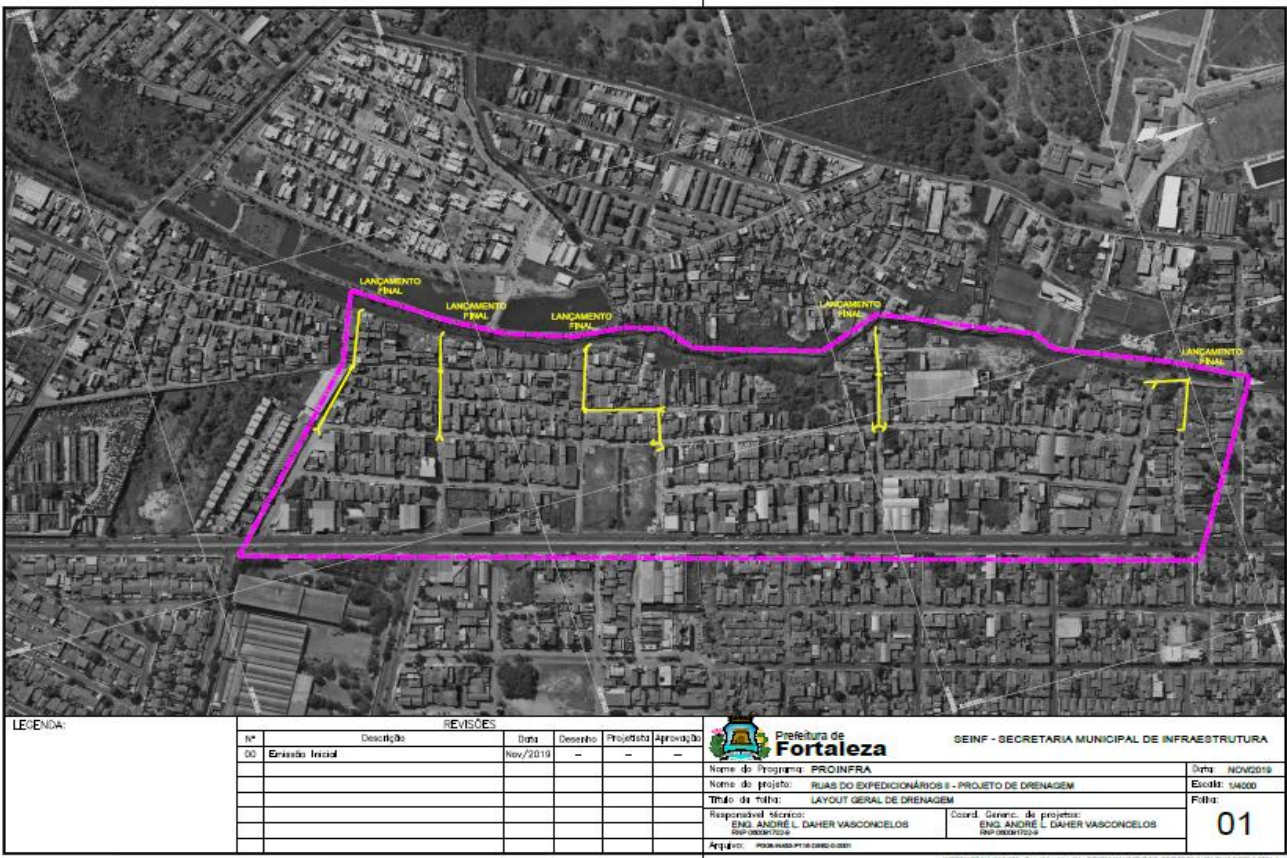 LANÇAMENTO
FINAL
LANÇAMENTO
FINAL
LANÇAMENTO
FINAL
LANÇAMENTO
FINAL
LANÇAMENTO
FINAL
LEGENDA:
REVISÕES
Nº Descrição Data Desenho Projetista Aprovação
00 Emissão Inicial Nov/2019 - - -
Prefeitura de
Fortaleza
SEINF - SECRETARIA MUNICIPAL DE INFRAESTRUTURA
Nome do Programa: PROINFRA
Data: NOV/2019
Nome do projeto: RUAS DO EXPEDICIONÁRIOS II - PROJETO DE DRENAGEM
Escala: 1/4000
Título da folha: LAYOUT GERAL DE DRENAGEM
Folha:
01
Responsável técnico:
ENG. ANDRÉ L. DAHER VASCONCELOS
Coord. Gerenc. de projetos:
ENG. ANDRÉ L. DAHER VASCONCELOS
Arquivo: